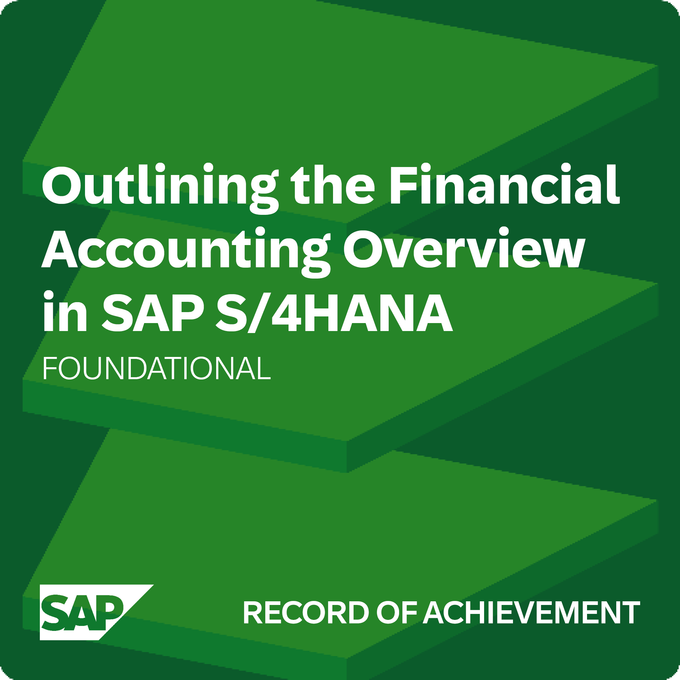 Outlining the Financial
Accounting Overview
in SAP S/4HANA
FOUNDATIONAL
SAP
RECORD OF ACHIEVEMENT